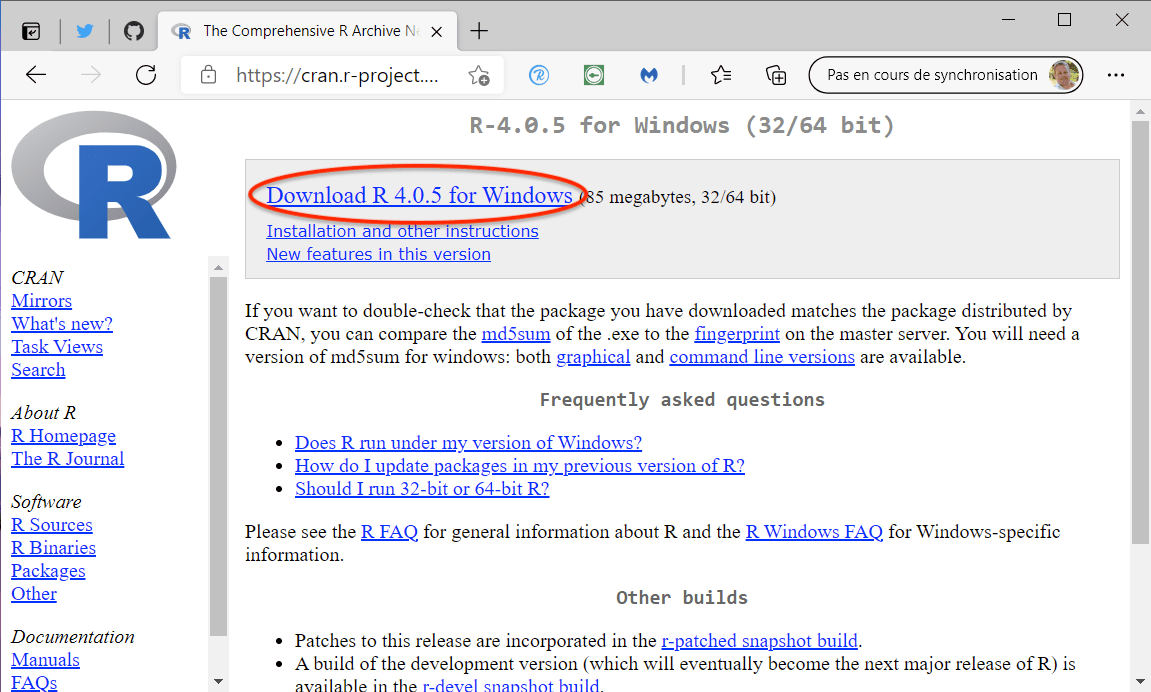 The Comprehensive R Archive Ne
https://cran.r-project....
Pas en cours de synchronisation
R
CRAN
Mirrors
What's new?
Task Views
Search
About R
R Homepage
The R Journal
Software
R Sources
R Binaries
Packages
Other
Documentation
Manuals
FAQs
R-4.0.5 for Windows (32/64 bit)
Download R 4.0.5 for Windows (85 megabytes, 32/64 bit)
Installation and other instructions
New features in this version
If you want to double-check that the package you have downloaded matches the package distributed by
CRAN, you can compare the md5sum of the .exe to the fingerprint on the master server. You will need a
version of md5sum for windows: both graphical and command line versions are available.
Frequently asked questions
• Does R run under my version of Windows?
• How do I update packages in my previous version of R?
• Should I run 32-bit or 64-bit R?
Please see the R FAQ for general information about R and the R Windows FAQ for Windows-specific
information.
Other builds
• Patches to this release are incorporated in the r-patched snapshot build.
• A build of the development version (which will eventually become the next major release of R) is
available in the r-devel snapshot build.